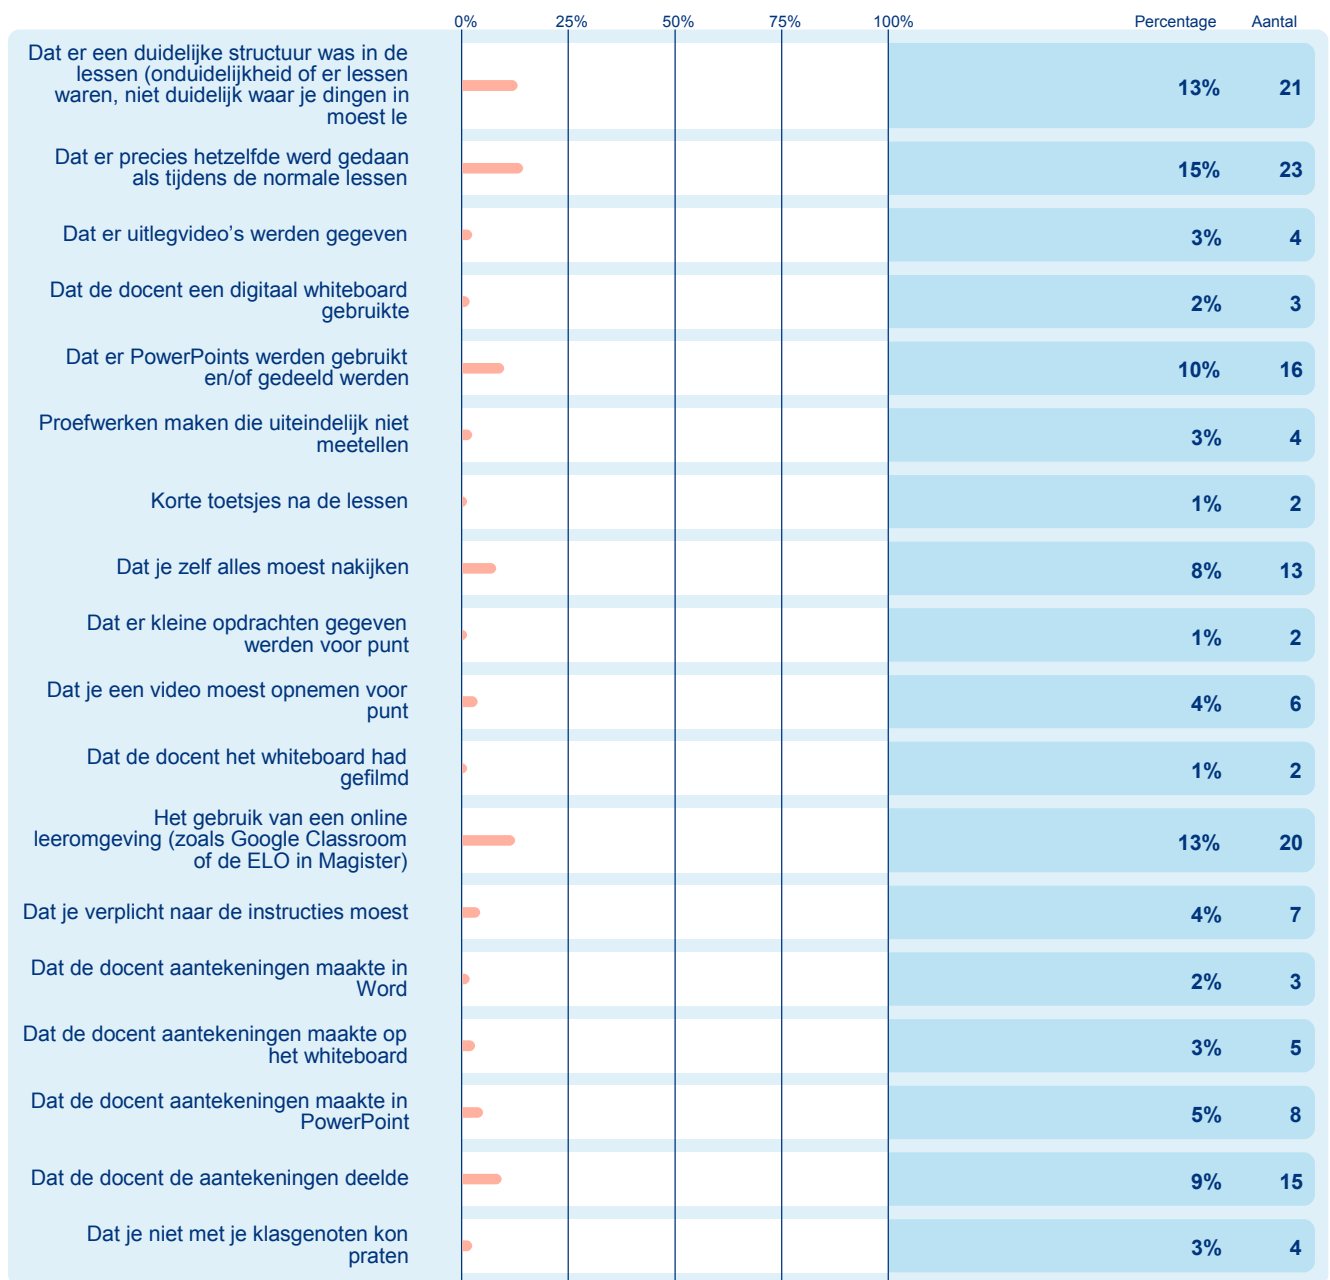 0% 25% 50% 75% 100% Percentage Aantal
Dat er een duidelijke structuur was in de
lessen (onduidelijkheid of er lessen
waren, niet duidelijk waar je dingen in
moest le
13% 21
Dat er precies hetzelfde werd gedaan
als tijdens de normale lessen
15% 23
Dat er uitlegvideo’s werden gegeven
3% 4
Dat de docent een digitaal whiteboard
gebruikte
2% 3
Dat er PowerPoints werden gebruikt
en/of gedeeld werden
10% 16
Proefwerken maken die uiteindelijk niet
meetellen
3% 4
Korte toetsjes na de lessen
1% 2
Dat je zelf alles moest nakijken
8% 13
Dat er kleine opdrachten gegeven
werden voor punt
1% 2
Dat je een video moest opnemen voor
punt
4% 6
Dat de docent het whiteboard had
gefilmd
1% 2
Het gebruik van een online
leeromgeving (zoals Google Classroom
of de ELO in Magister)
13% 20
Dat je verplicht naar de instructies moest
4% 7
Dat de docent aantekeningen maakte in
Word
2% 3
Dat de docent aantekeningen maakte op
het whiteboard
3% 5
Dat de docent aantekeningen maakte in
PowerPoint
5% 8
Dat de docent de aantekeningen deelde
9% 15
Dat je niet met je klasgenoten kon
praten
3% 4